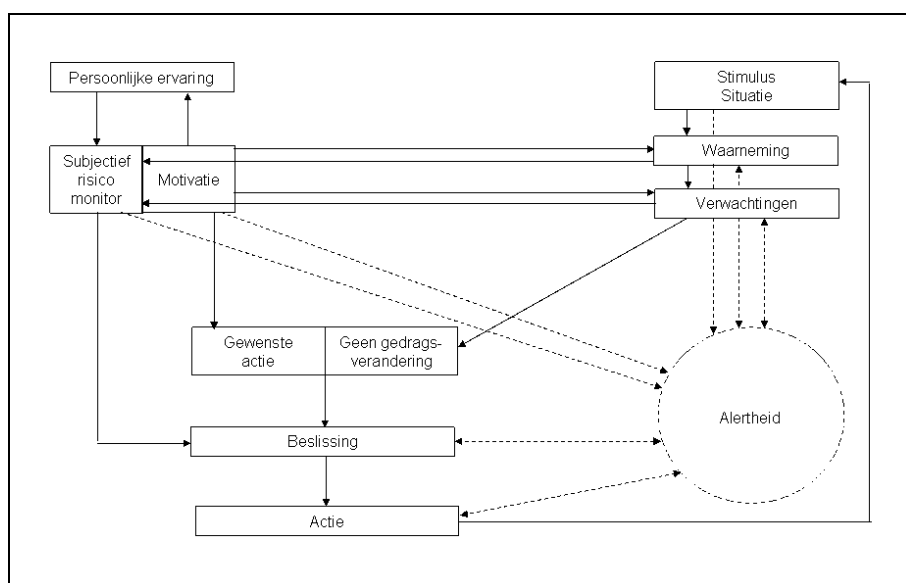 Persoonlijke ervaring
Stimulus
Situatie
Subjectief
risico
monitor
Motivatie
Waarneming
Verwachtingen
Gewenste
actie
Geen gedrags-
verandering
Alertheid
Beslissing
Actie